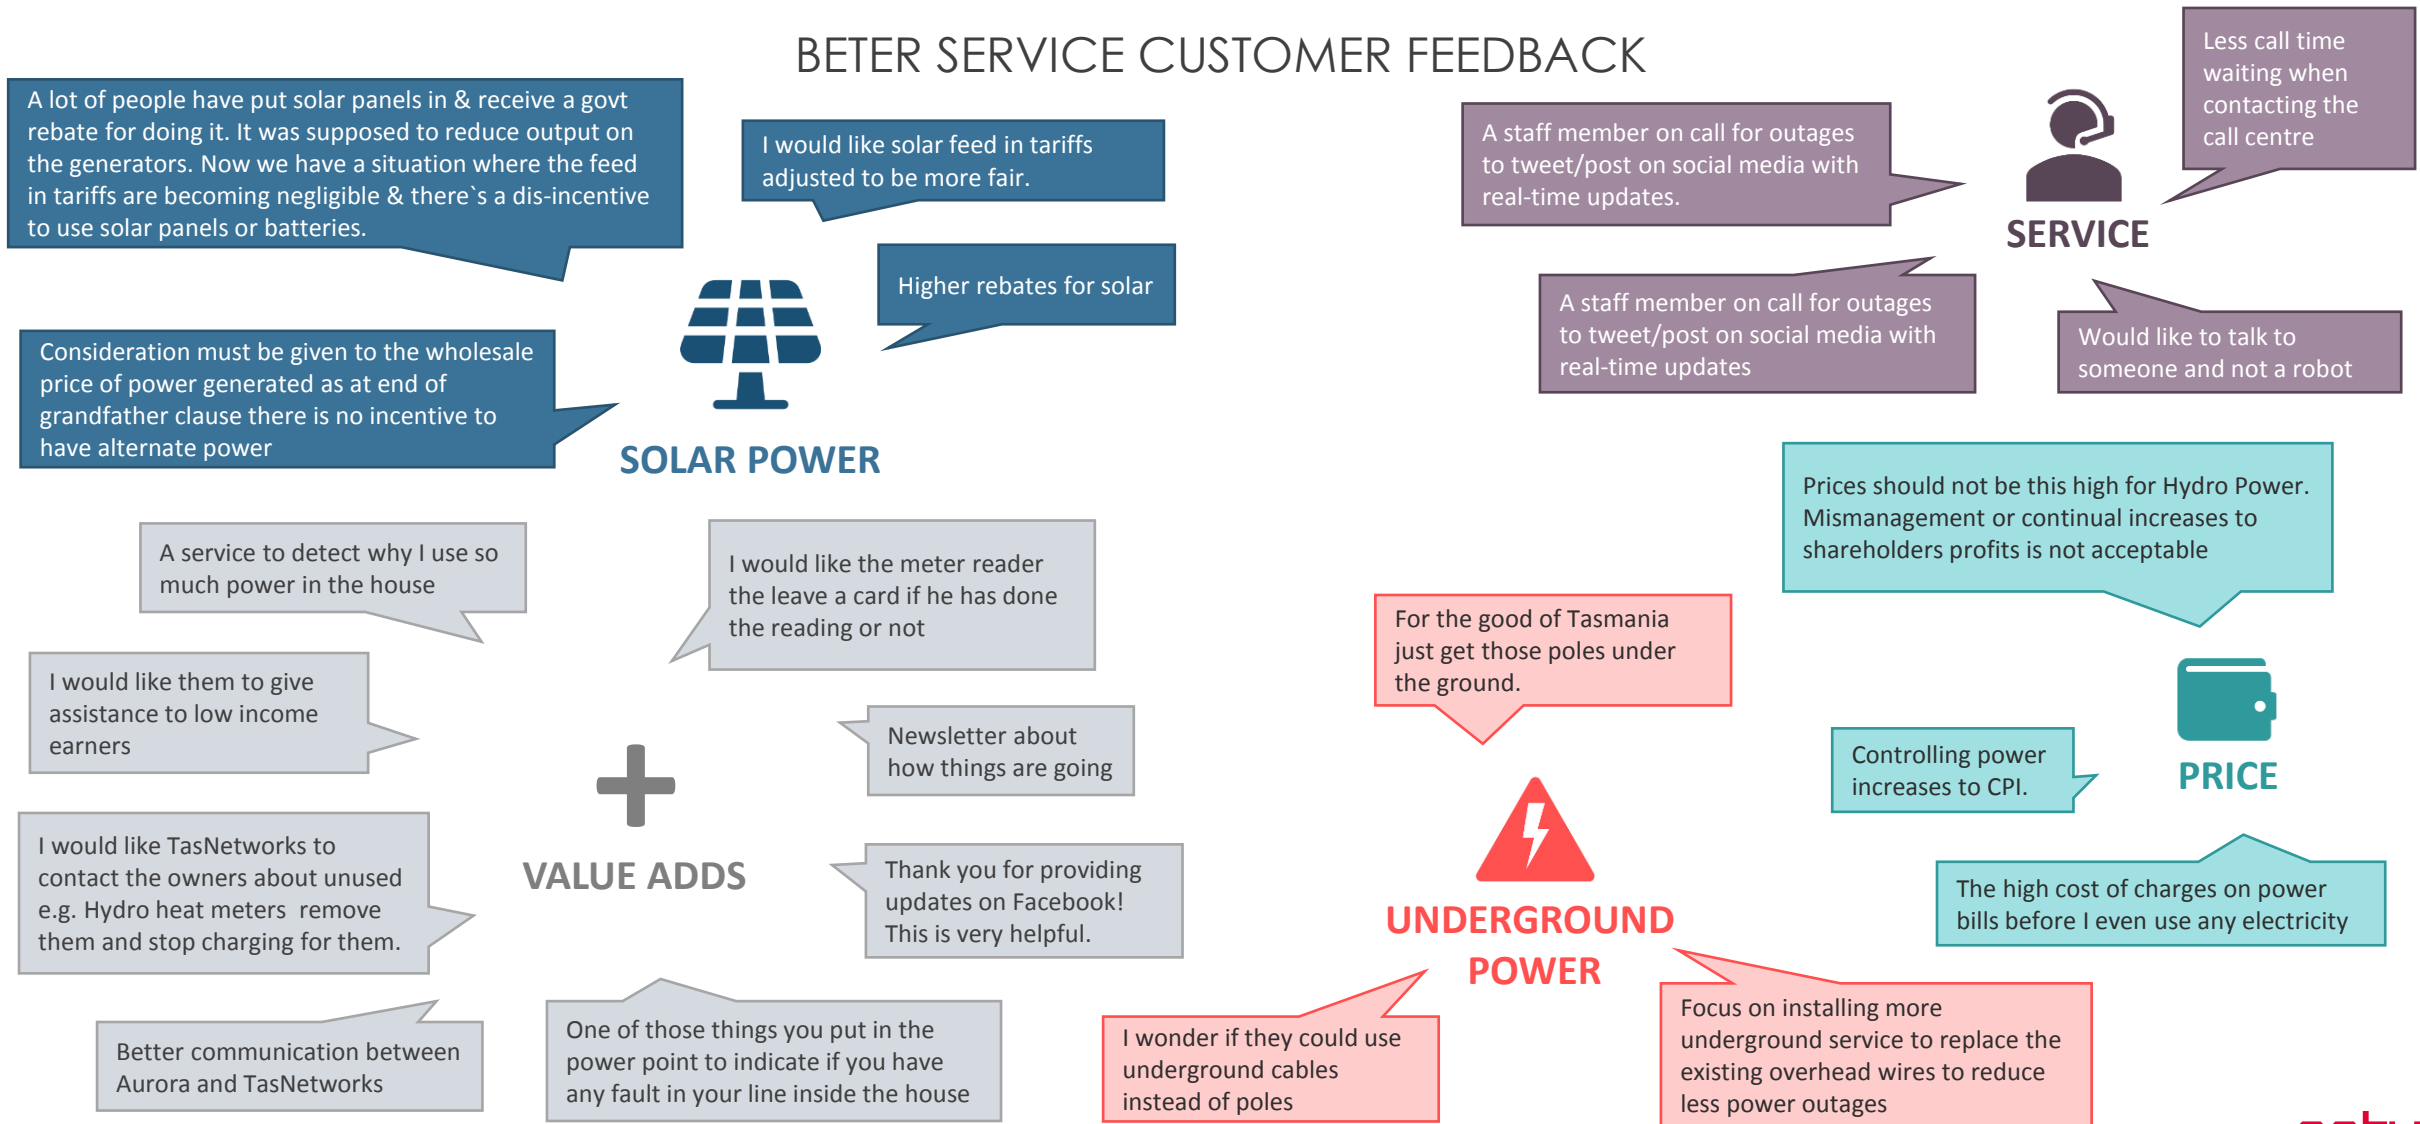 BETER SERVICE CUSTOMER FEEDBACK
A lot of people have put solar panels in & receive a govt
rebate for doing it. It was supposed to reduce output on
the generators. Now we have a situation where the feed
in tariffs are becoming negligible & there`s a dis-incentive
to use solar panels or batteries.
I would like solar feed in tariffs
adjusted to be more fair.
Higher rebates for solar
Consideration must be given to the wholesale
price of power generated as at end of
grandfather clause there is no incentive to
have alternate power
SOLAR POWER
A staff member on call for outages
to tweet/post on social media with
real-time updates.
Less call time
waiting when
contacting the
call centre
SERVICE
A staff member on call for outages
to tweet/post on social media with
real-time updates
Would like to talk to
someone and not a robot
A service to detect why I use so
much power in the house
I would like the meter reader
the leave a card if he has done
the reading or not
I would like them to give
assistance to low income
earners
Newsletter about
how things are going
VALUE ADDS
I would like TasNetworks to
contact the owners about unused
e.g. Hydro heat meters  remove
them and stop charging for them.
Thank you for providing
updates on Facebook!
This is very helpful.
Better communication between
Aurora and TasNetworks
One of those things you put in the
power point to indicate if you have
any fault in your line inside the house
Prices should not be this high for Hydro Power.
Mismanagement or continual increases to
shareholders profits is not acceptable
PRICE
Controlling power
increases to CPI.
The high cost of charges on power
bills before I even use any electricity
For the good of Tasmania
just get those poles under
the ground.
UNDERGROUND
POWER
I wonder if they could use
underground cables
instead of poles
Focus on installing more
underground service to replace the
existing overhead wires to reduce
less power outages